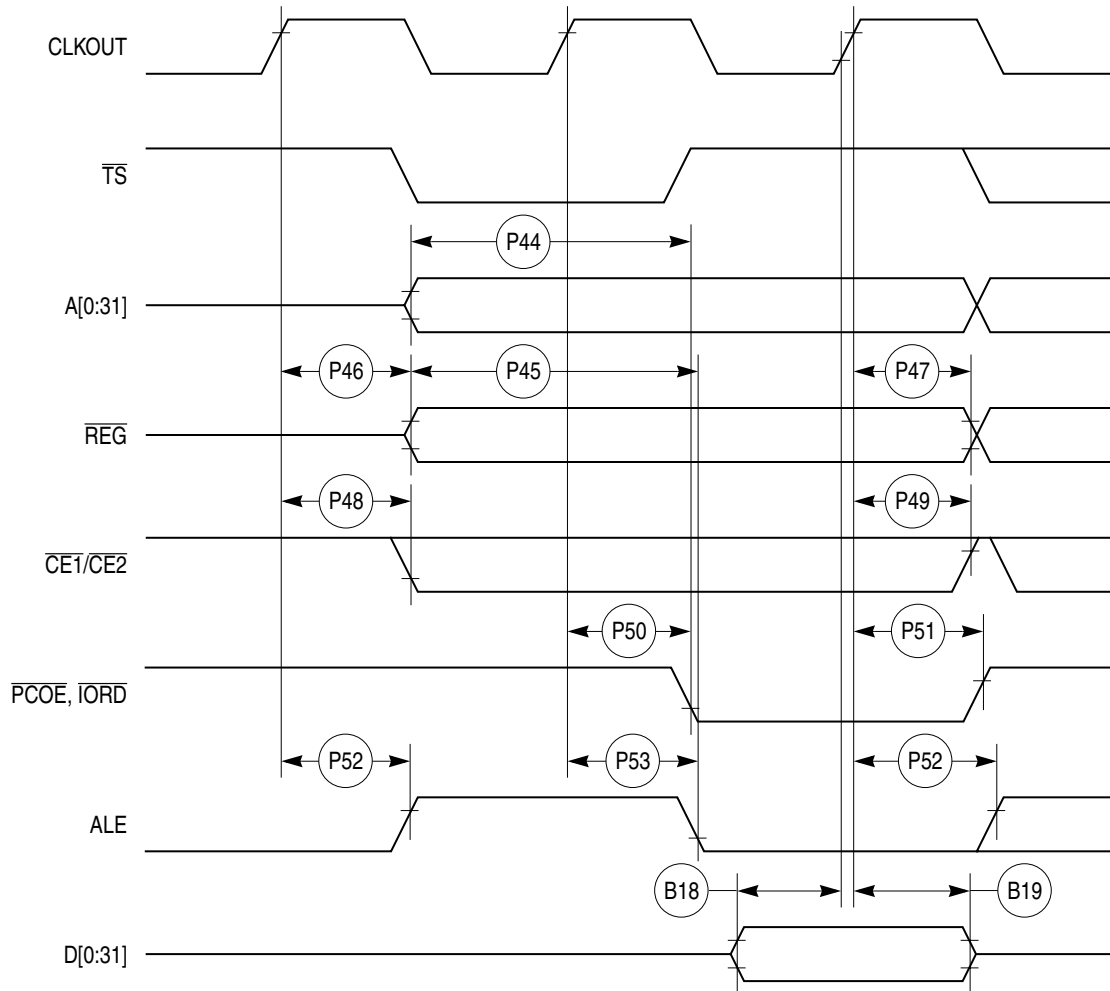 CLKOUT
TS
P44
A[0:31]
P46 P45 P47
REG
P48 P49
CE1/CE2
P50 P51
PCOE, IORD
P52 P53 P52
ALE
B18 B19
D[0:31]